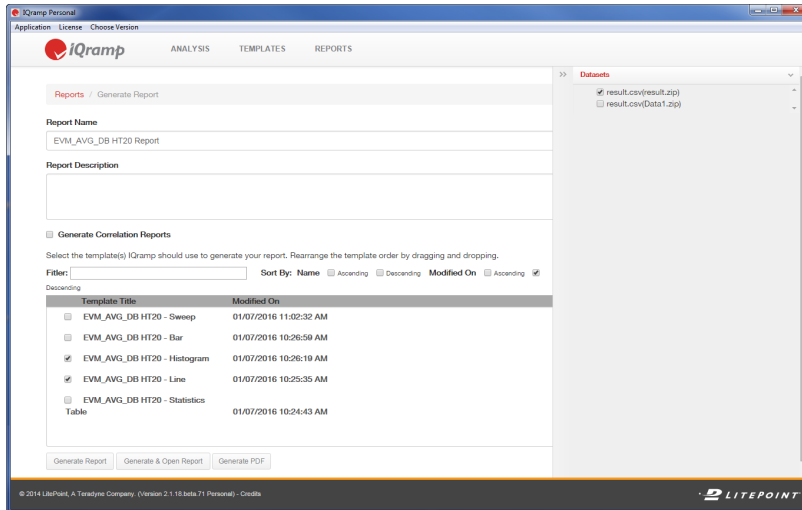 IQramp Personal
Application License Choose Version
iQramp
ANALYSIS TEMPLATES REPORTS
Reports / Generate Report
Report Name
EVM_AVG_DB HT20 Report
Report Description
Generate Correlation Reports
Select the template(s) IQramp should use to generate your report. Rearrange the template order by dragging and dropping.
Fitler: Sort By: Name Ascending Descending Modified On Ascending
Descending
Template Title Modified On
EVM_AVG_DB HT20 - Sweep 01/07/2016 11:02:32 AM
EVM_AVG_DB HT20 - Bar 01/07/2016 10:26:59 AM
EVM_AVG_DB HT20 - Histogram 01/07/2016 10:26:19 AM
EVM_AVG_DB HT20 - Line 01/07/2016 10:25:35 AM
EVM_AVG_DB HT20 - Statistics
Table 01/07/2016 10:24:43 AM
Generate Report Generate & Open Report Generate PDF
>> Datasets
result.csv(result.zip)
result.csv(Data1.zip)
© 2014 LitePoint, A Teradyne Company. (Version 2.1.18.beta.71 Personal) - Credits
LITEPOINT